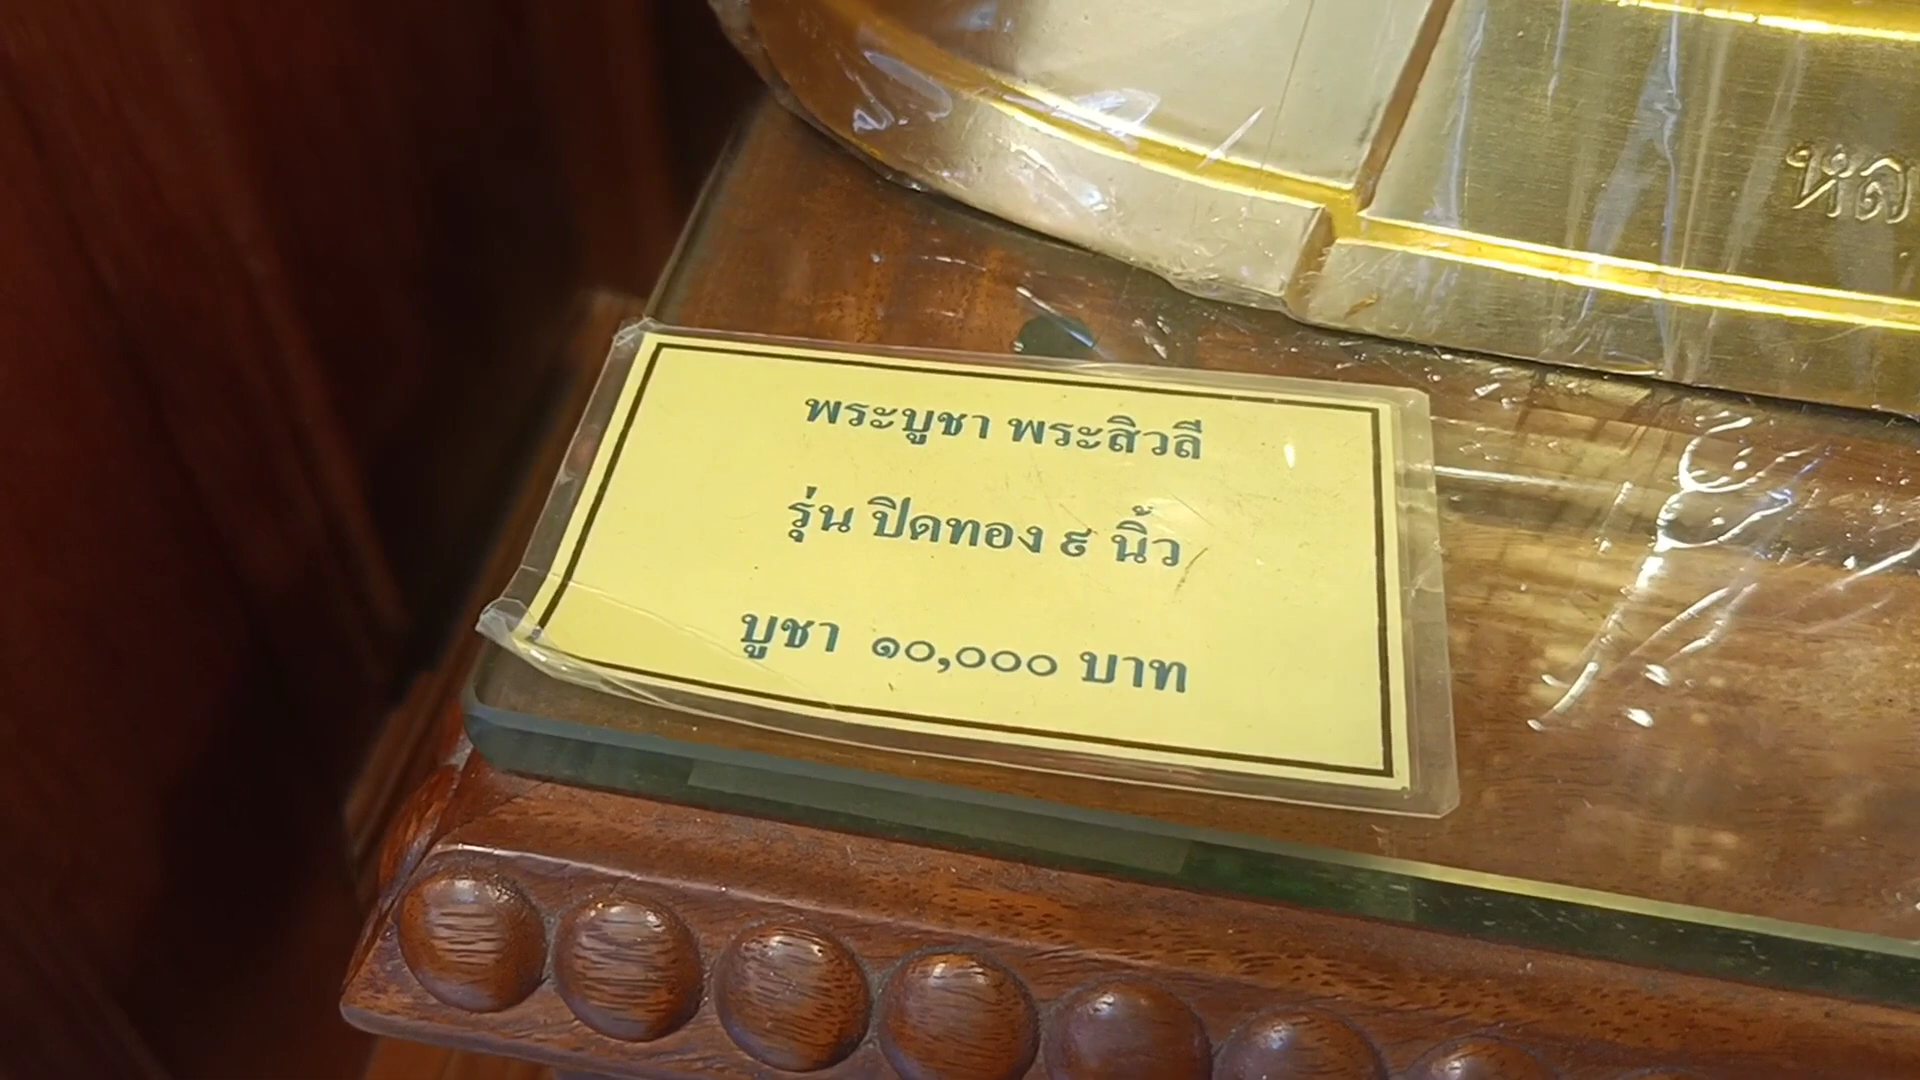 พระบูชา พระสิวลี
รุ่น ปิดทอง ๙ นิ้ว
บูชา ๑๐,๐๐๐ บาท